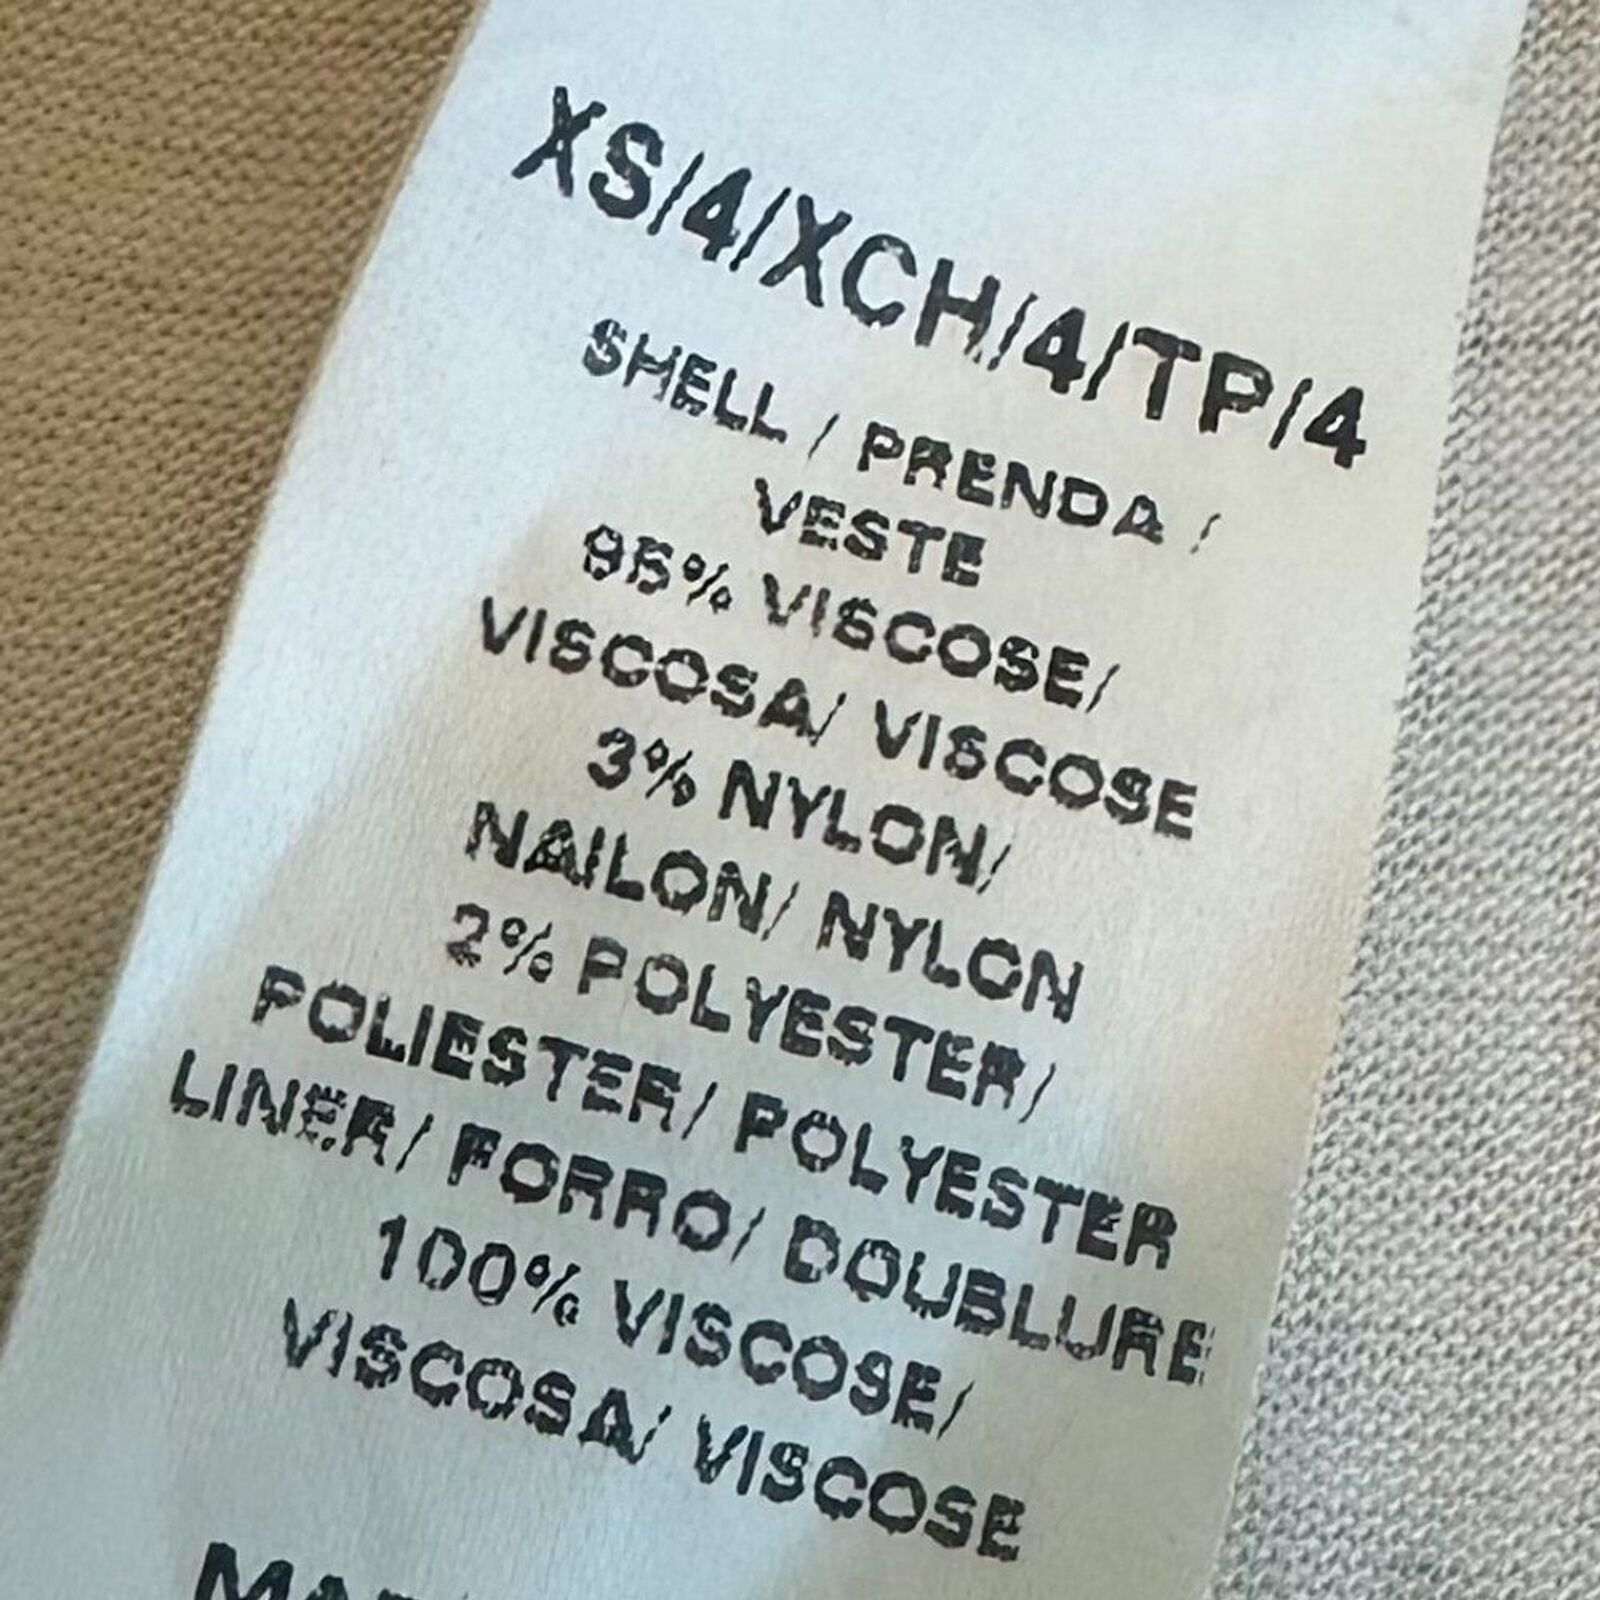 XS/4/XCH/4/TP/4
SHELL / PRENDA /
VESTE
95% VISCOSE/
VISCOSA/ VISCOSE
3% NYLON/
NAILON/ NYLON
2% POLYESTER/
POLIESTER/ POLYESTER
LINER/ FORRO/ DOUBLURE
100% VISCOSE/
VISCOSA/ VISCOSE